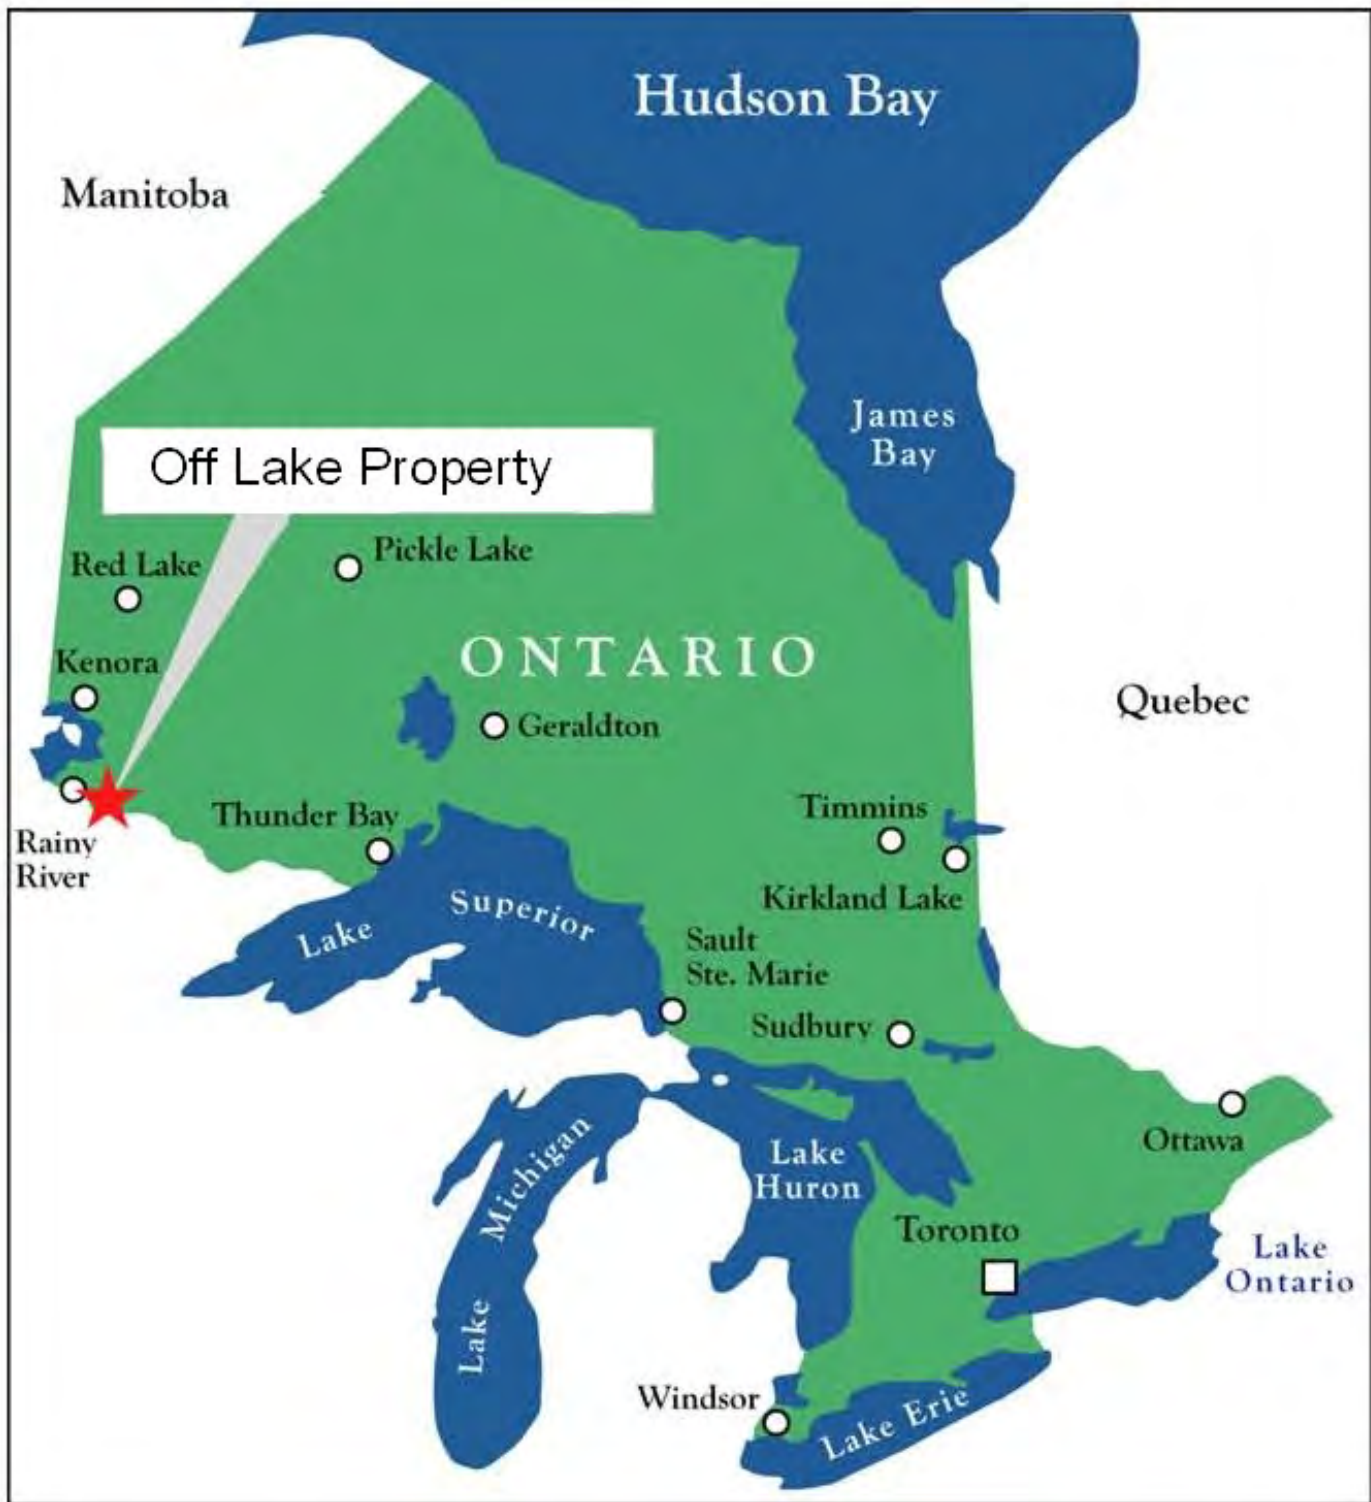 Hudson Bay
Manitoba
James
Bay
Off Lake Property
Pickle Lake
Red Lake
ONTARIO
Kenora
Quebec
Geraldton
Thunder Bay
Timmins
Rainy
River
Kirkland Lake
Lake Superior
Sault
Ste. Marie
Sudbury
Ottawa
Lake Michigan
Lake
Huron
Toronto
Lake
Ontario
Windsor
Lake Erie